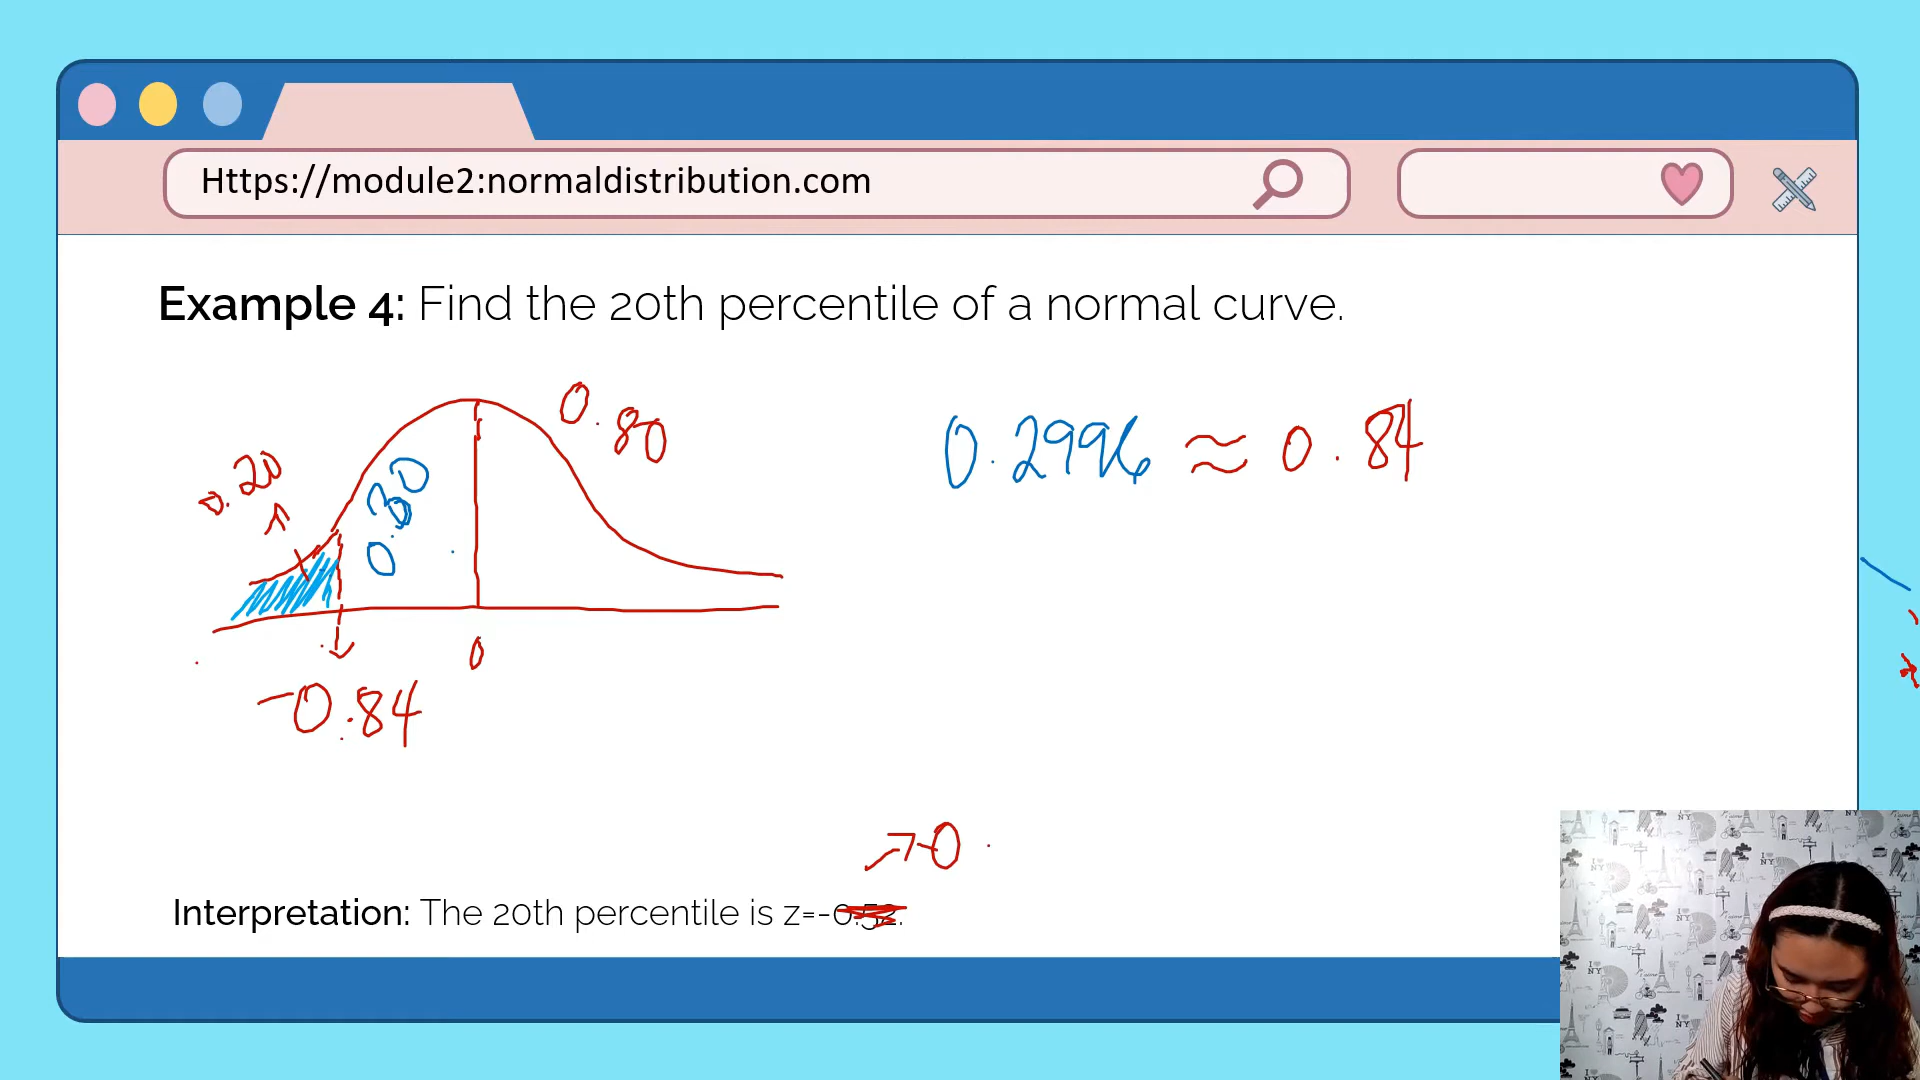 Https://module2:normaldistribution.com
Example 4: Find the 20th percentile of a normal curve.
0.80
0.20
0.30
0.2996 ≈ 0.84
0
-0.84
-0.
Interpretation: The 20th percentile is z=-0.52.